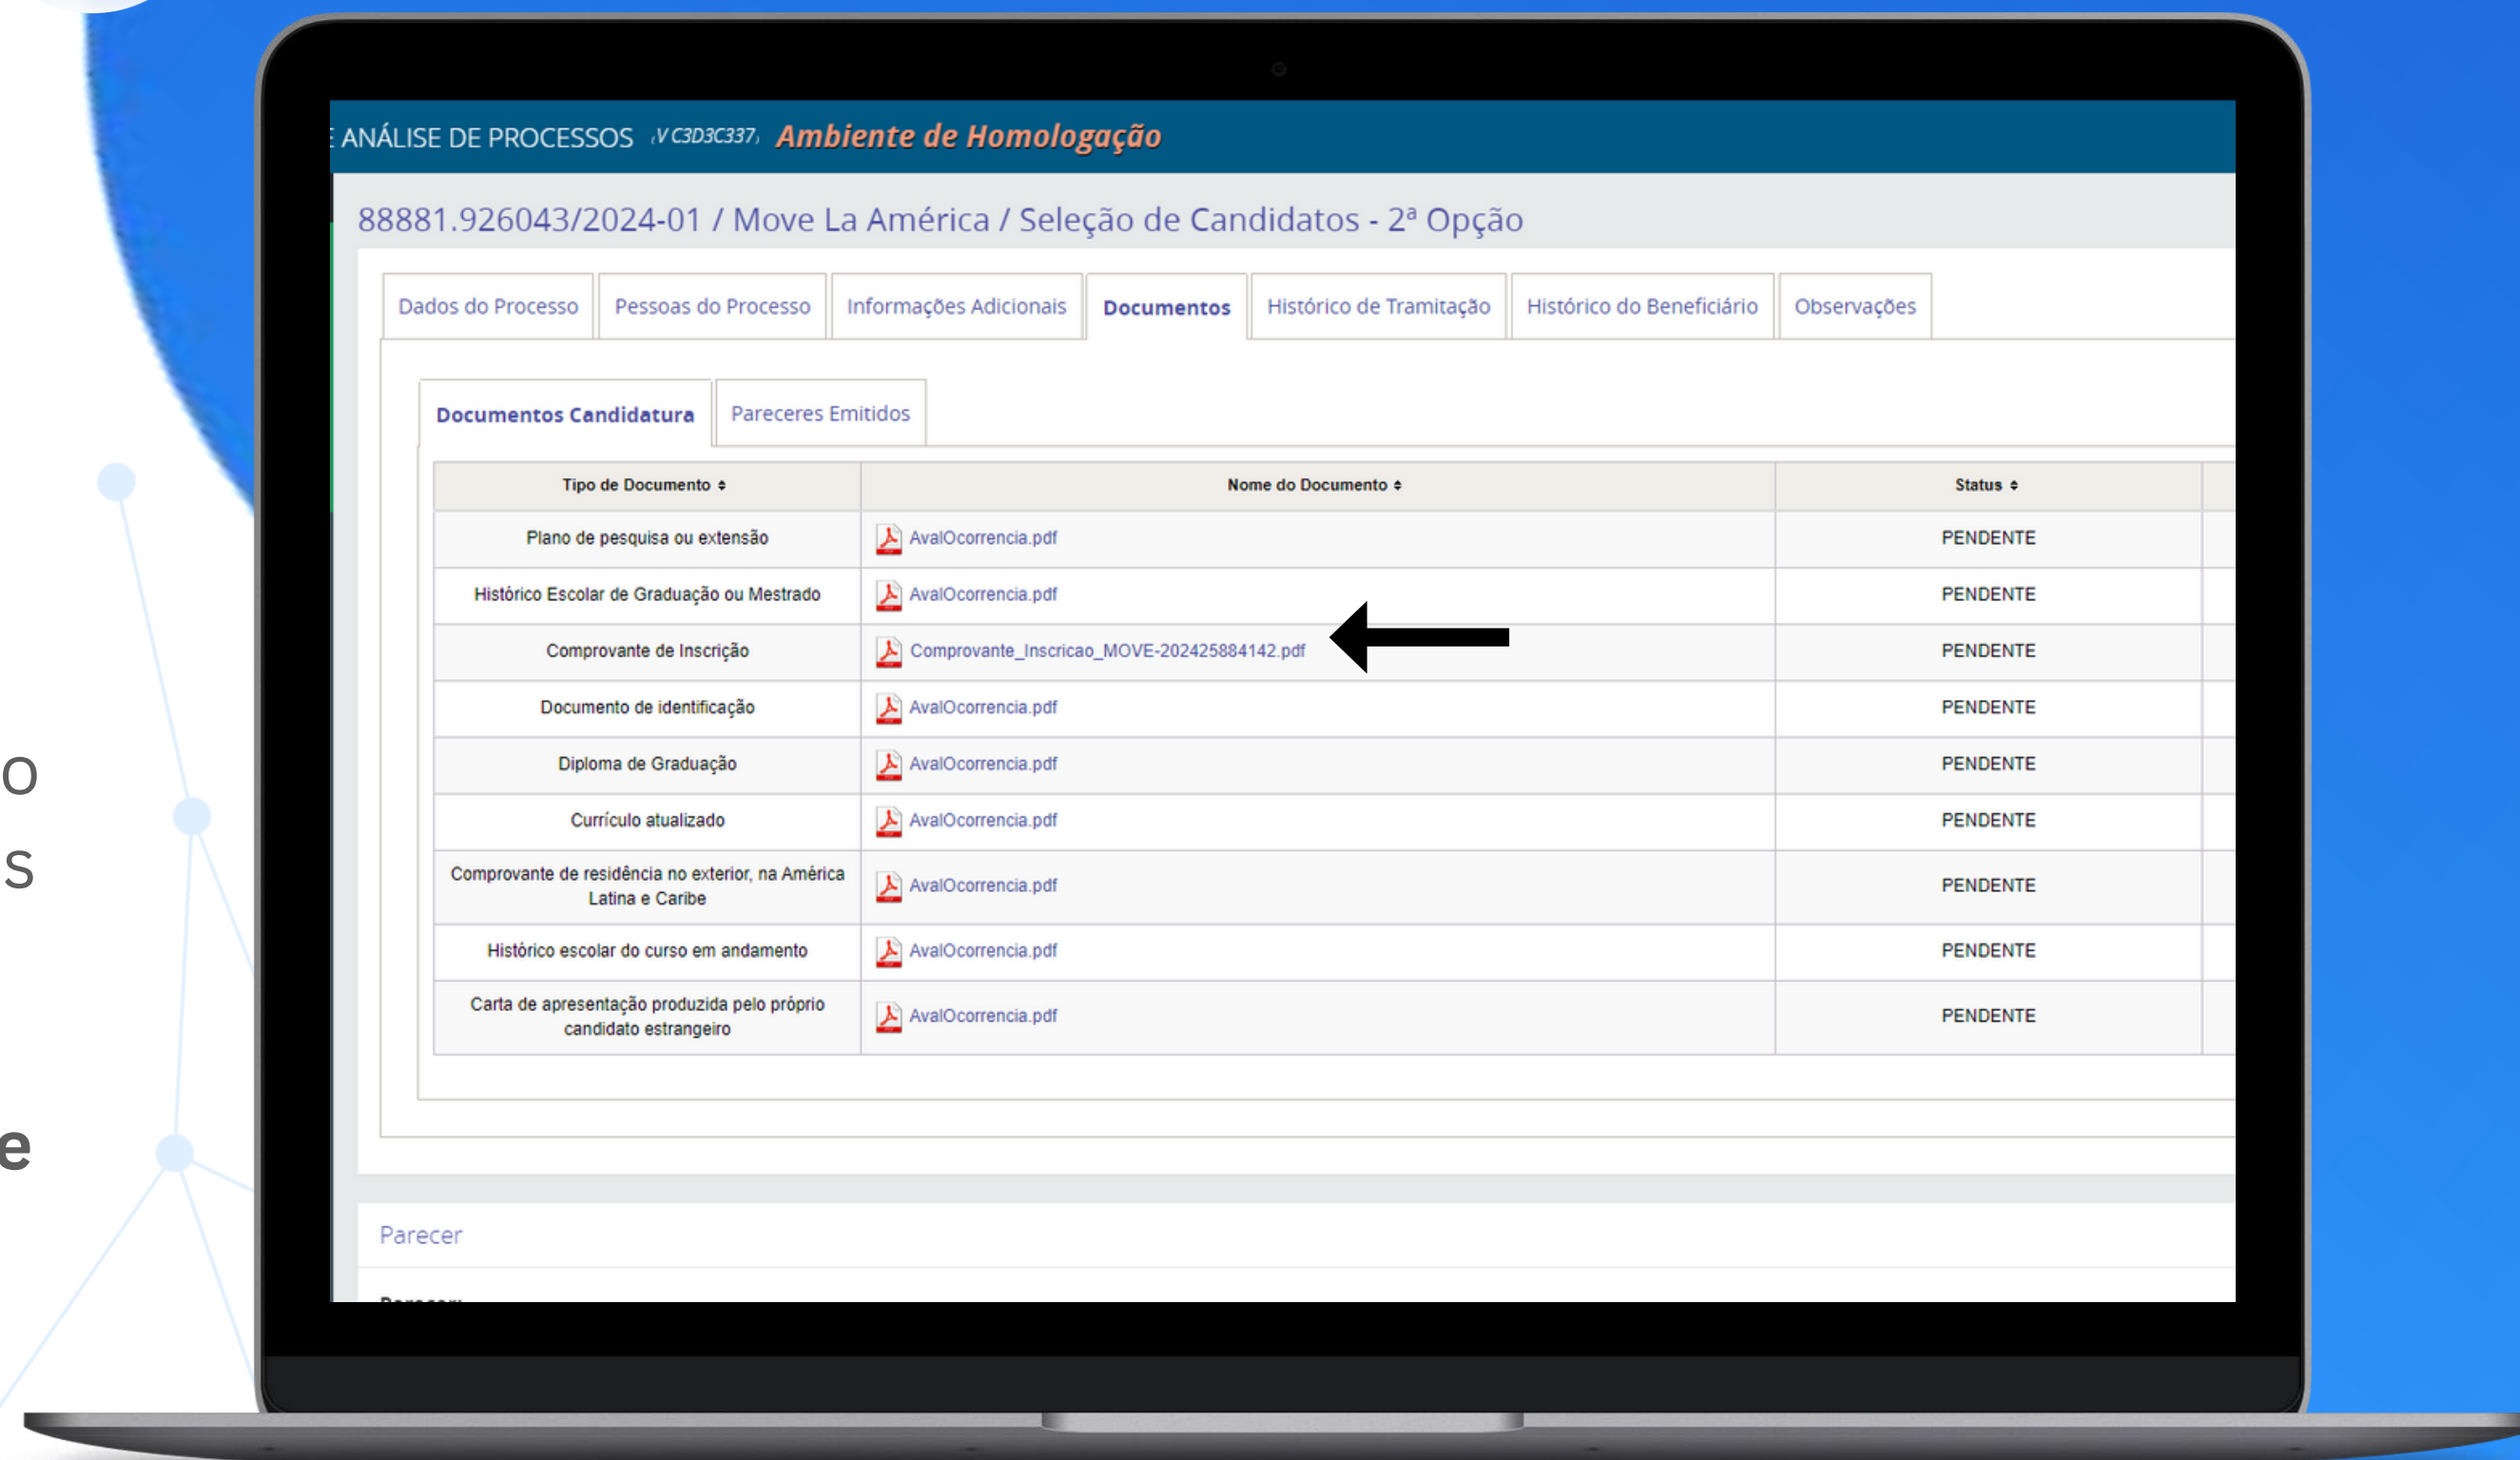 E ANÁLISE DE PROCESSOS (V C3D3C337) Ambiente de Homologação
88881.926043/2024-01 / Move La América / Seleção de Candidatos - 2ª Opção
Dados do Processo Pessoas do Processo Informações Adicionais Documentos Histórico de Tramitação Histórico do Beneficiário Observações
Documentos Candidatura Pareceres Emitidos
Tipo de Documento Nome do Documento Status
Plano de pesquisa ou extensão AvalOcorrencia.pdf PENDENTE
Histórico Escolar de Graduação ou Mestrado AvalOcorrencia.pdf PENDENTE
Comprovante de Inscrição Comprovante_Inscricao_MOVE-202425884142.pdf PENDENTE
Documento de identificação AvalOcorrencia.pdf PENDENTE
Diploma de Graduação AvalOcorrencia.pdf PENDENTE
Currículo atualizado AvalOcorrencia.pdf PENDENTE
Comprovante de residência no exterior, na América
Latina e Caribe AvalOcorrencia.pdf PENDENTE
Histórico escolar do curso em andamento AvalOcorrencia.pdf PENDENTE
Carta de apresentação produzida pelo próprio
candidato estrangeiro AvalOcorrencia.pdf PENDENTE
Parecer
o
s
e